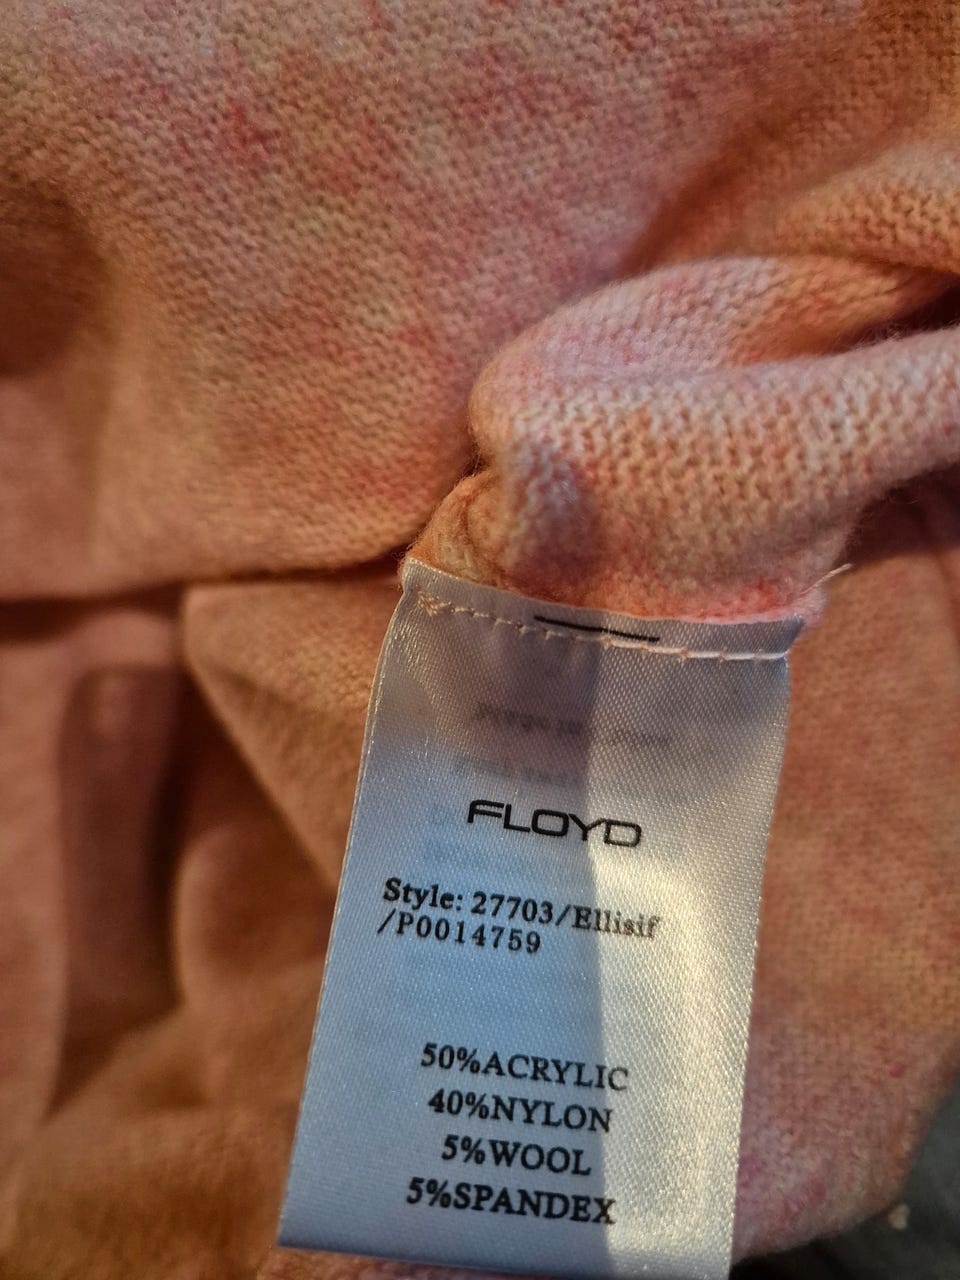 FLOYD
Style: 27703/Ellisif
/P0014759
50%ACRYLIC
40%NYLON
5%WOOL
5%SPANDEX